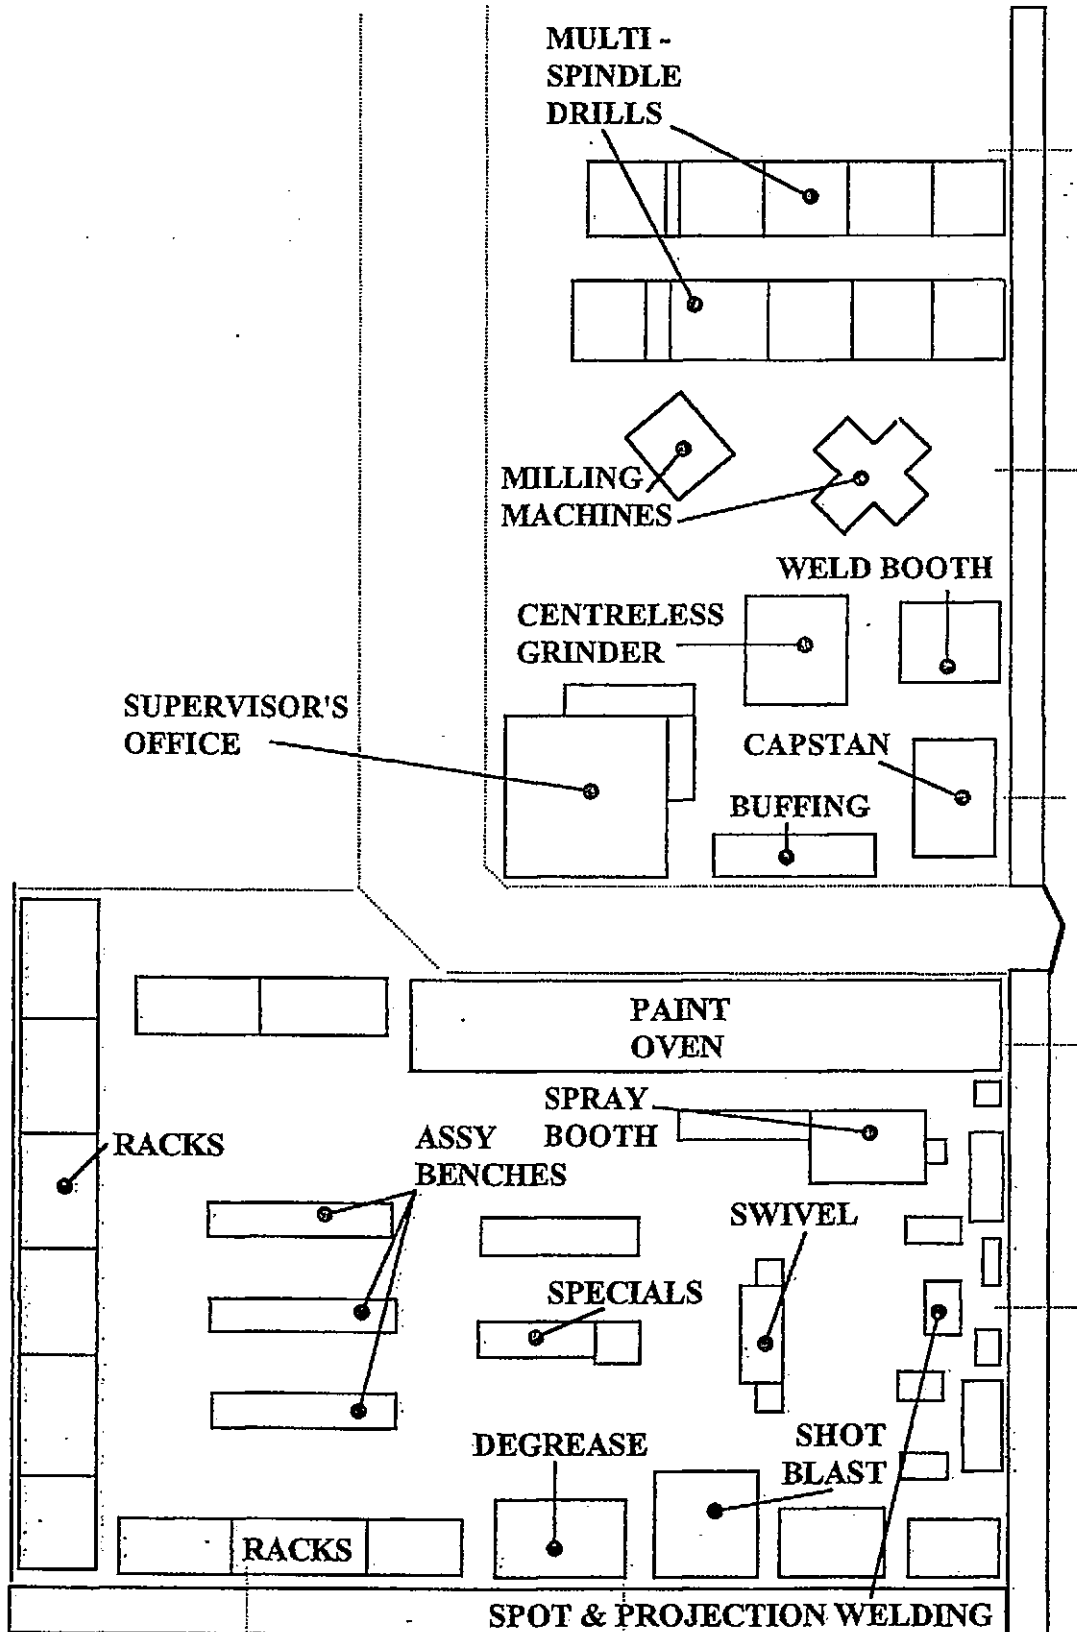 MULTI -
SPINDLE
DRILLS
MILLING
MACHINES
WELD BOOTH
CENTRELESS
GRINDER
SUPERVISOR'S
OFFICE
CAPSTAN
BUFFING
PAINT
OVEN
SPRAY
BOOTH
RACKS
ASSY
BENCHES
SWIVEL
SPECIALS
DEGREASE
SHOT
BLAST
RACKS
SPOT & PROJECTION WELDING